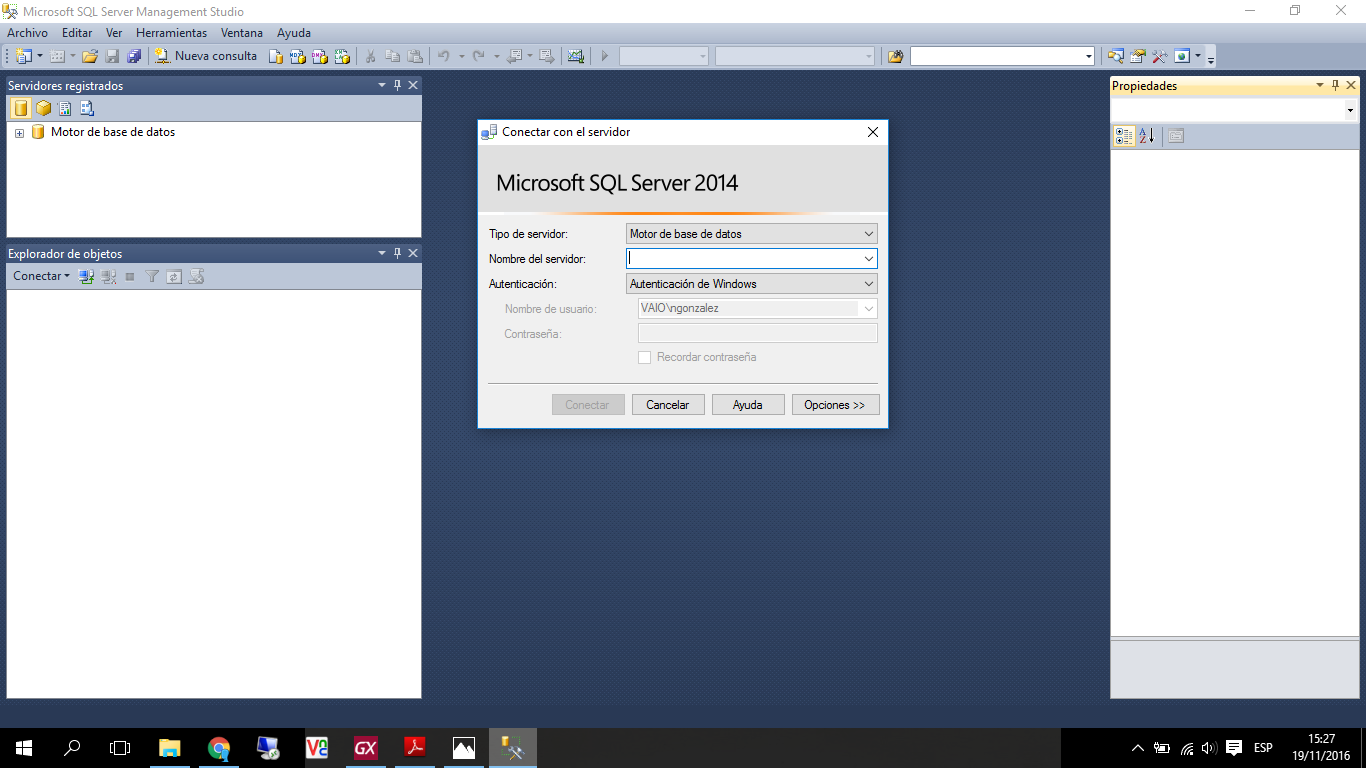 Microsoft SQL Server Management Studio
Archivo Editar Ver Herramientas Ventana Ayuda
Nueva consulta
Servidores registrados
Motor de base de datos
Explorador de objetos
Conectar
Conectar con el servidor
Microsoft SQL Server 2014
Tipo de servidor: Motor de base de datos
Nombre del servidor:
Autenticación: Autenticación de Windows
Nombre de usuario: VAIO\ngonzalez
Contraseña:
Recordar contraseña
Conectar Cancelar Ayuda Opciones >>
Propiedades
GX
ESP
15:27
19/11/2016